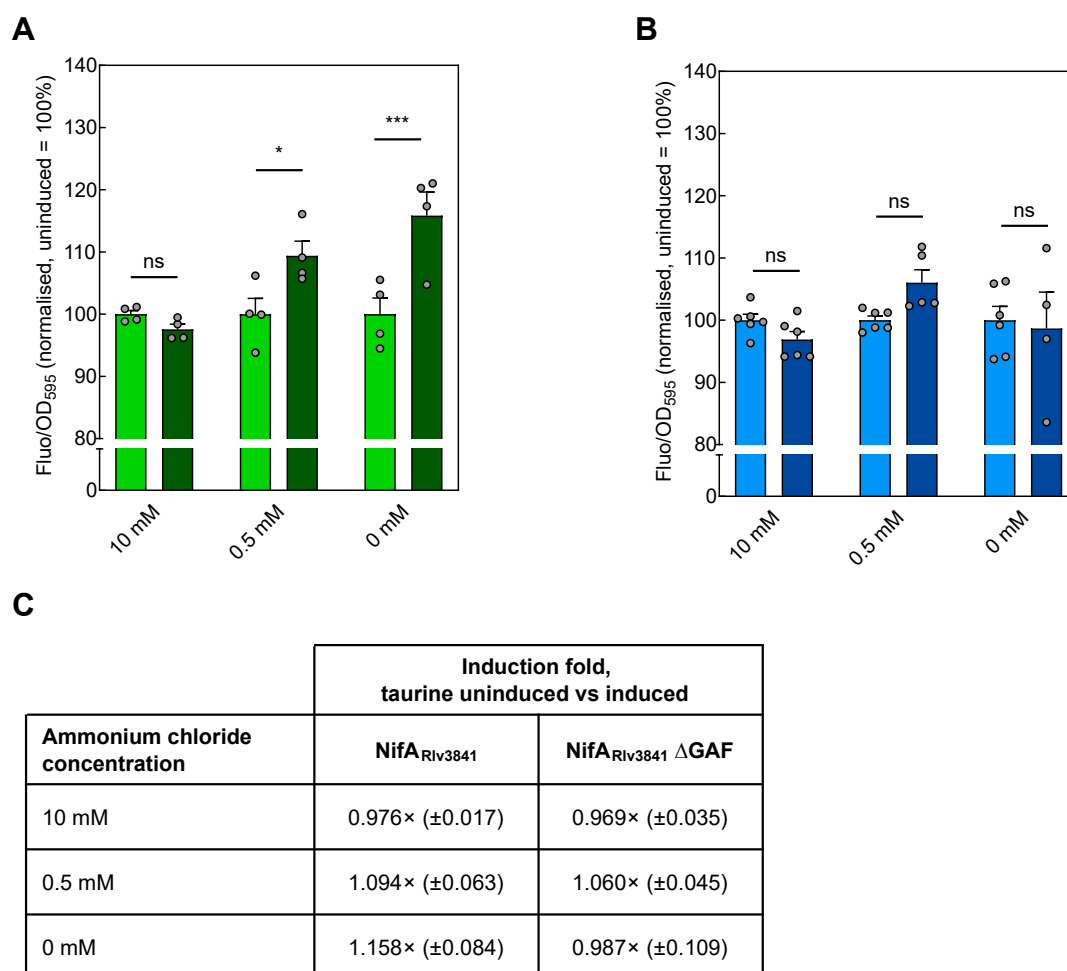 A
Fluo/OD595 (normalised, uninduced = 100%)
140
130
120
110
100
90
80
0
ns
*
***
10 mM
0.5 mM
0 mM
B
Fluo/OD595 (normalised, uninduced = 100%)
140
130
120
110
100
90
80
0
ns
ns
ns
10 mM
0.5 mM
0 mM
C
Induction fold,
taurine uninduced vs induced
Ammonium chloride
concentration
NifARlv3841
NifARlv3841 ΔGAF
10 mM
0.976× (±0.017)
0.969× (±0.035)
0.5 mM
1.094× (±0.063)
1.060× (±0.045)
0 mM
1.158× (±0.084)
0.987× (±0.109)